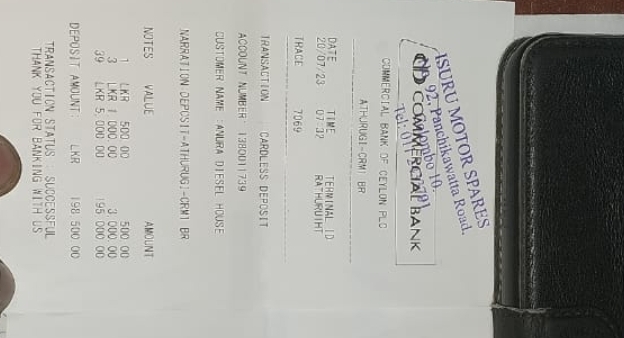 ISURU MOTOR SPARES
92, Panchikawatta Road,
Colombo 10.
Tel: 011
COMMERCIAL BANK
COMMERCIAL BANK OF CEYLON PLC
ATHURUGI-CRM1 BR
DATE TIME TERMINAL ID
20/07/23 07:32 RATHURUTH1
TRACE 7069
TRANSACTION : CARDLESS DEPOSIT
ACCOUNT NUMBER: 1380011739
CUSTOMER NAME : ANURA DIESEL HOUSE
NARRATION DEPOSIT-ATHURUGI-CRM1 BR
NOTES VALUE AMOUNT
1 LKR 500.00 500.00
3 LKR 1 000.00 3 000.00
39 LKR 5 000.00 195 000.00
DEPOSIT AMOUNT: LKR 198 500.00
TRANSACTION STATUS : SUCCESSFUL
THANK YOU FOR BANKING WITH US